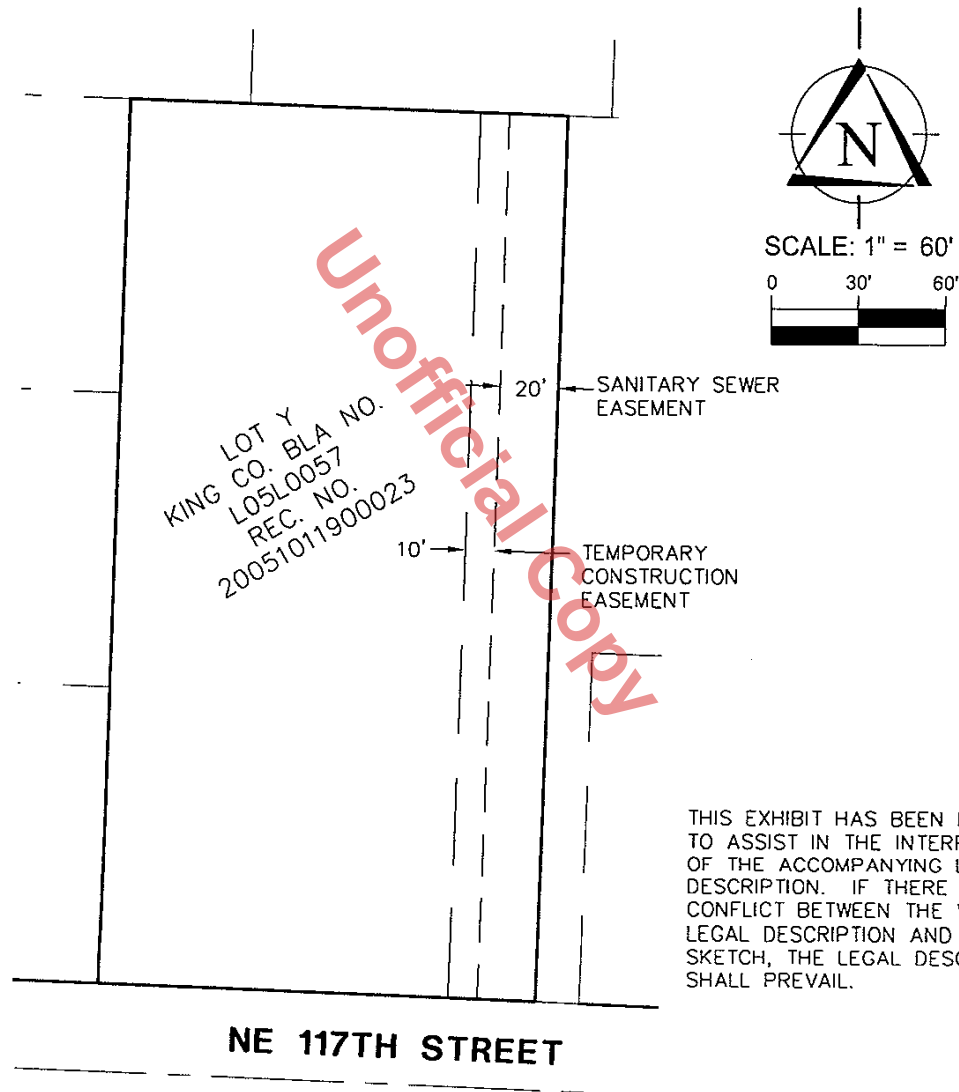 N
SCALE: 1" = 60'
0 30' 60'
20'
SANITARY SEWER
EASEMENT
LOT Y
KING CO. BLA NO.
L05L0057
REC. NO.
20051011900023
10'
TEMPORARY
CONSTRUCTION
EASEMENT
Unofficial Copy
THIS EXHIBIT HAS BEEN
TO ASSIST IN THE
OF THE ACCOMPANYING
DESCRIPTION. IF THERE
CONFLICT BETWEEN THE
LEGAL DESCRIPTION AND
SKETCH, THE LEGAL
SHALL PREVAIL.
NE 117TH STREET